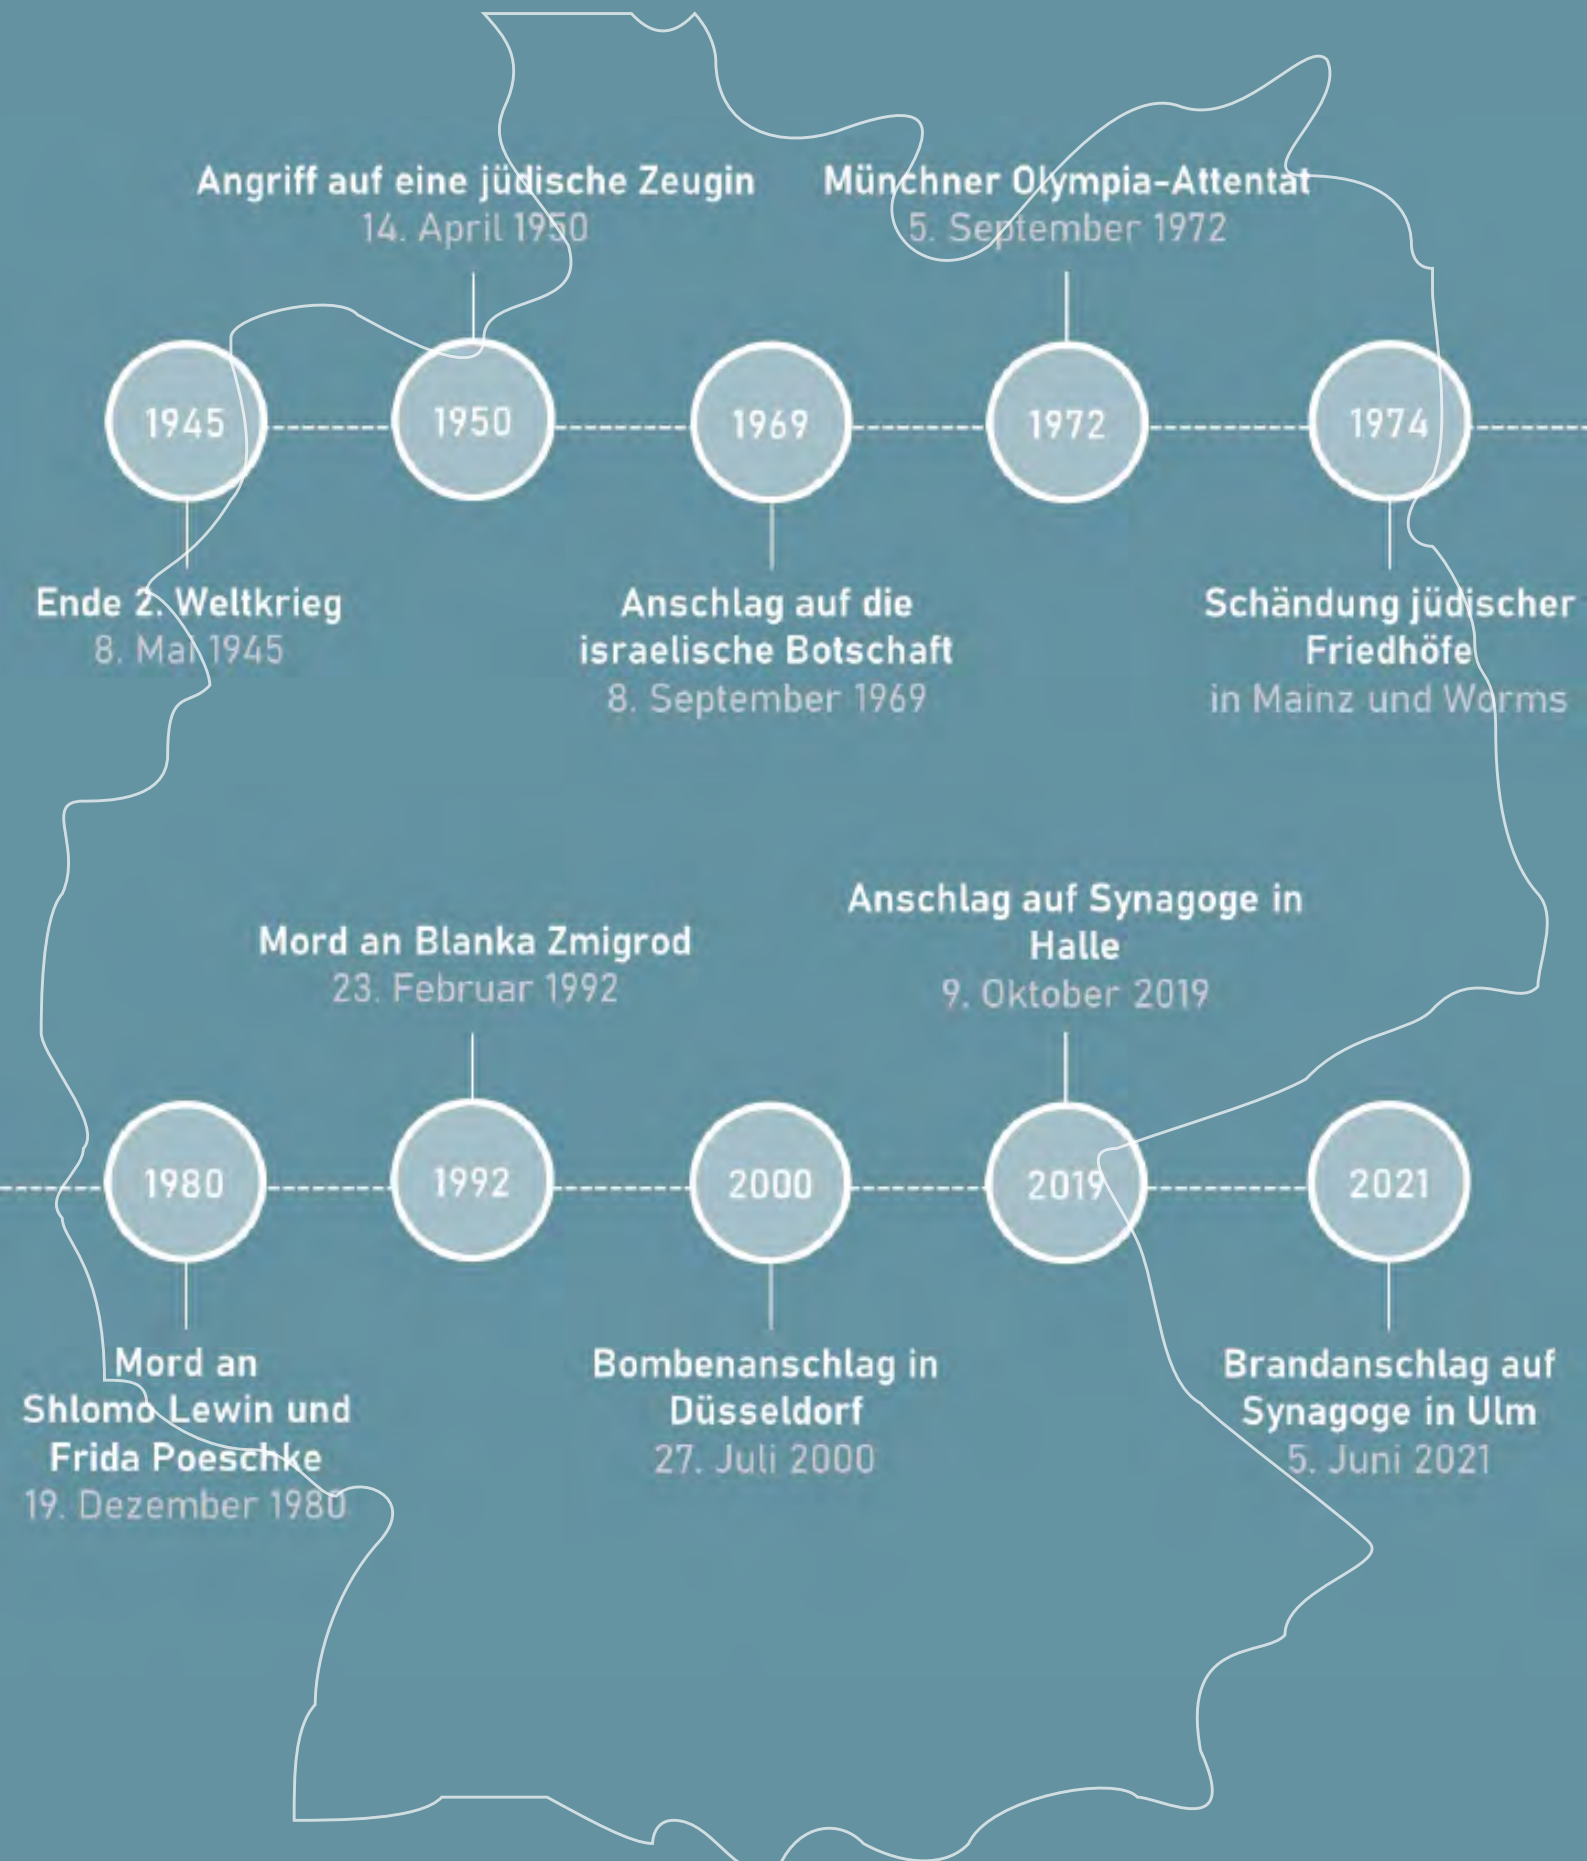 Angriff auf eine jüdische Zeugin
14. April 1950
Münchner Olympia-Attentat
5. September 1972
1945
1950
1969
1972
1974
Ende 2. Weltkrieg
8. Mai 1945
Anschlag auf die
israelische Botschaft
8. September 1969
Schändung jüdischer
Friedhöfe
in Mainz und Worms
Mord an Blanka Zmigrod
23. Februar 1992
Anschlag auf Synagoge in
Halle
9. Oktober 2019
1980
1992
2000
2019
2021
Mord an
Shlomo Lewin und
Frida Poeschke
19. Dezember 1980
Bombenanschlag in
Düsseldorf
27. Juli 2000
Brandanschlag auf
Synagoge in Ulm
5. Juni 2021